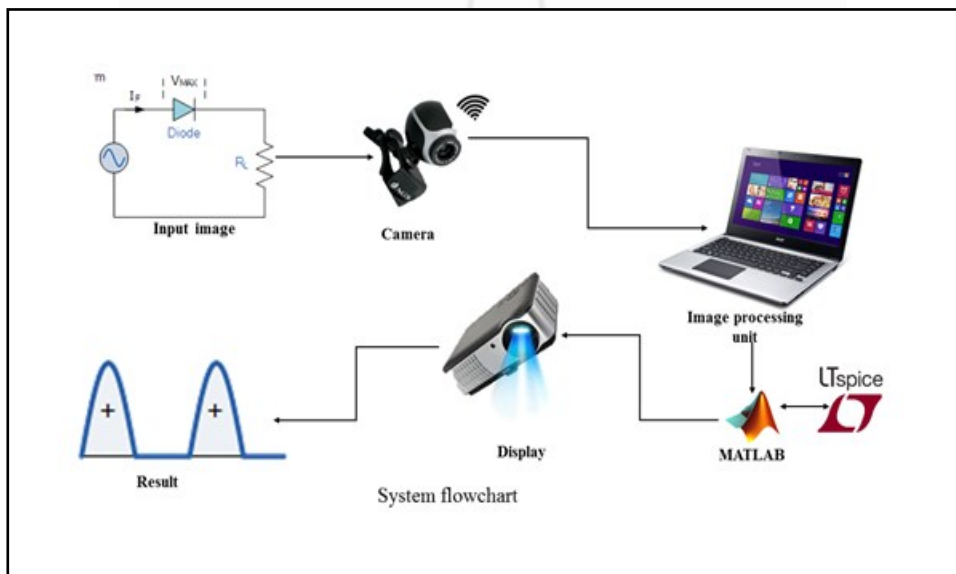 m
VMAX
IF
Diode
RL
Input image
Camera
Image processing
unit
LTspice
MATLAB
Display
Result
+
+
System flowchart